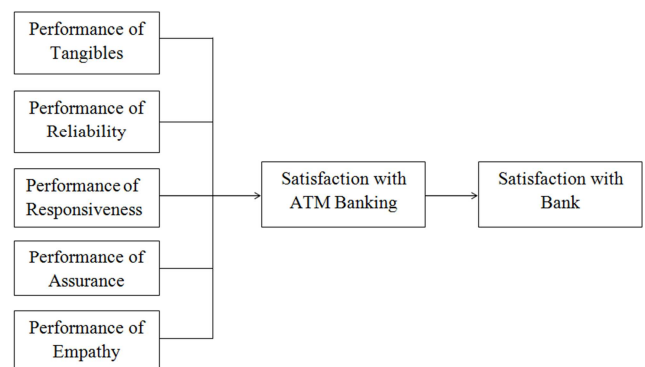 Performance of
Tangibles
Performance of
Reliability
Performance of
Responsiveness
Performance of
Assurance
Performance of
Empathy
Satisfaction with
ATM Banking
Satisfaction with
Bank